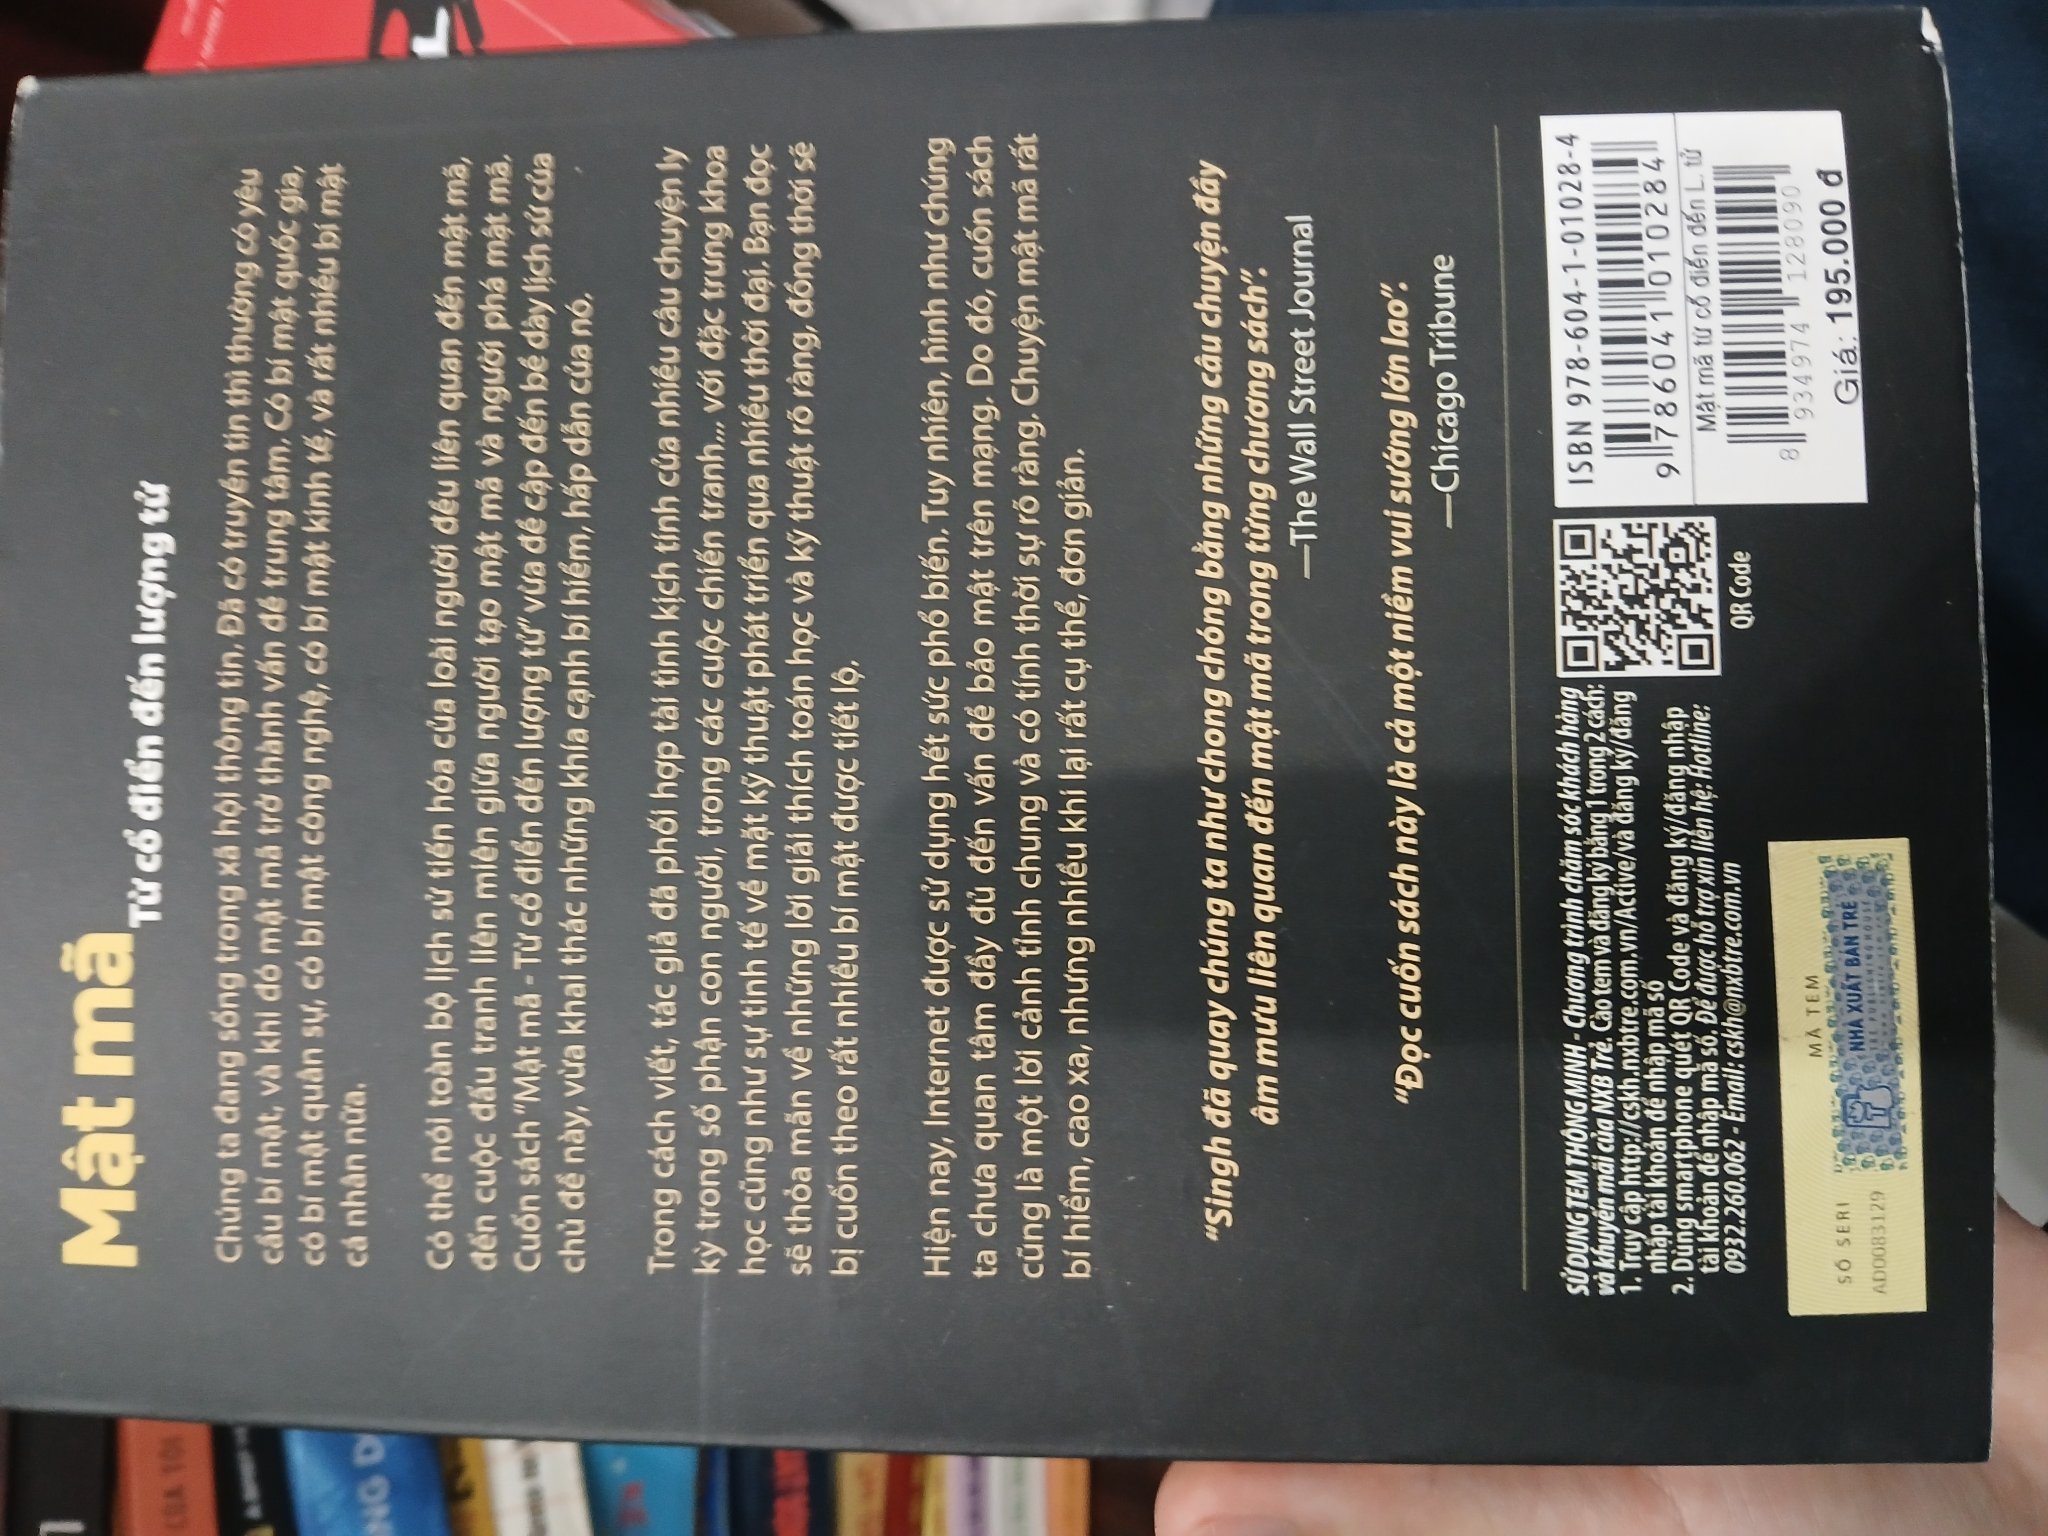 Mật mã
Từ cổ điển đến lượng tử
Chúng ta đang sống trong xã hội thông tin. Đã có truyền tin thì thường có yêu
cầu bí mật, và khi đó mật mã trở thành vấn đề trung tâm. Có bí mật quốc gia,
có bí mật quân sự, có bí mật công nghệ, có bí mật kinh tế, và rất nhiều bí mật
cá nhân nữa.
Có thể nói toàn bộ lịch sử tiến hóa của loài người đều liên quan đến mật mã,
đến cuộc đấu tranh liên miên giữa người tạo mật mã và người phá mật mã.
Cuốn sách "Mật mã - Từ cổ điển đến lượng tử" vừa đề cập đến bề dày lịch sử của
chủ đề này, vừa khai thác những khía cạnh bí hiểm, hấp dẫn của nó.
Trong cách viết, tác giả đã phối hợp tài tình kịch tính của nhiều câu chuyện ly
kỳ trong số phận con người, trong các cuộc chiến tranh... với đặc trưng khoa
học cũng như sự tinh tế về mặt kỹ thuật phát triển qua nhiều thời đại. Bạn đọc
sẽ thỏa mãn về những lời giải thích toán học và kỹ thuật rõ ràng, đồng thời sẽ
bị cuốn theo rất nhiều bí mật được tiết lộ.
Hiện nay, Internet được sử dụng hết sức phổ biến. Tuy nhiên, hình như chúng
ta chưa quan tâm đầy đủ đến vấn đề bảo mật trên mạng. Do đó, cuốn sách
cũng là một lời cảnh tỉnh chung và có tính thời sự rõ ràng. Chuyện mật mã rất
bí hiểm, cao xa, nhưng nhiều khi lại rất cụ thể, đơn giản.
"Singh đã quay chúng ta như chong chóng bằng những câu chuyện đầy
âm mưu liên quan đến mật mã trong từng chương sách".
—The Wall Street Journal
"Đọc cuốn sách này là cả một niềm vui sướng lớn lao".
—Chicago Tribune
SỬ DỤNG TEM THÔNG MINH - Chương trình chăm sóc khách hàng
và khuyến mãi của NXB Trẻ. Cào tem và đăng ký bằng 1 trong 2 cách:
1. Truy cập http://cskh.nxbtre.com.vn/Active/và đăng ký/đăng
nhập tài khoản để nhập mã số
2. Dùng smartphone quét QR Code và đăng ký/đăng nhập
tài khoản để nhập mã số. Để được hỗ trợ xin liên hệ: Hotline:
0932.260.062 - Email: cskh@nxbtre.com.vn
QR Code
ISBN 978-604-1-01028-4
9 786041 010284
Mật mã từ cổ điển đến L.tử
8 934974 128090
Giá: 195.000 đ
SỐ SERI
AD0083129
MÃ TEM
NHÀ XUẤT BẢN TRẺ